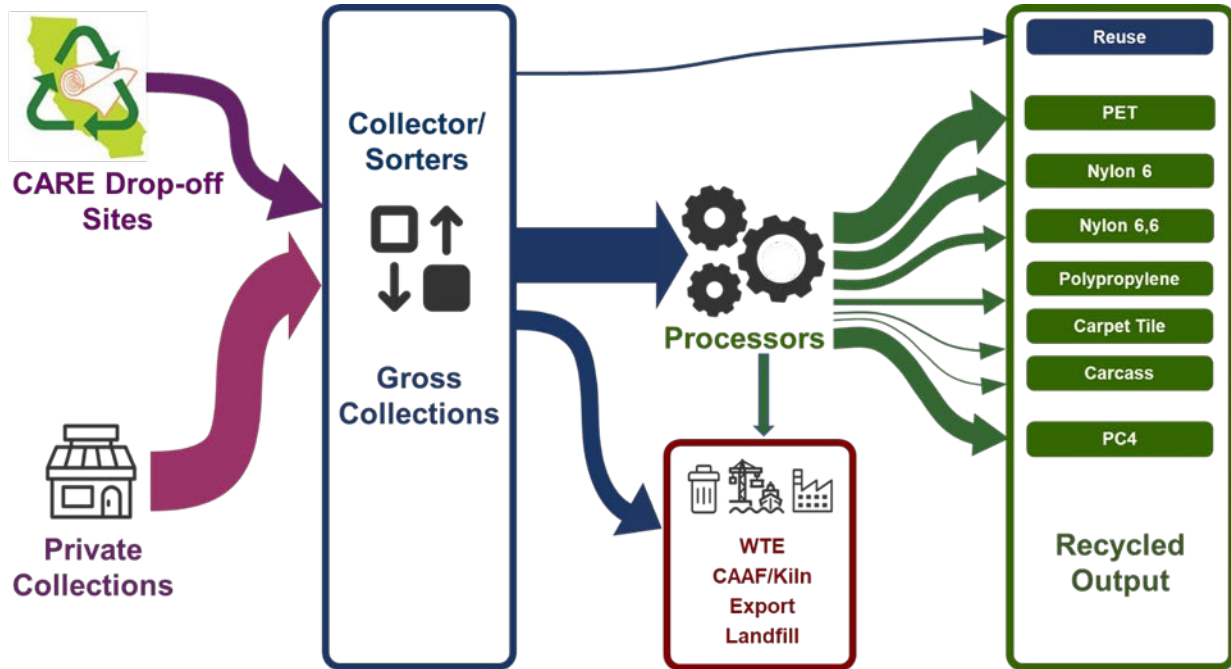 CARE Drop-off
Sites
Private
Collections
Collector/
Sorters
Gross
Collections
Processors
WTE
CAAF/Kiln
Export
Landfill
Reuse
PET
Nylon 6
Nylon 6,6
Polypropylene
Carpet Tile
Carcass
PC4
Recycled
Output